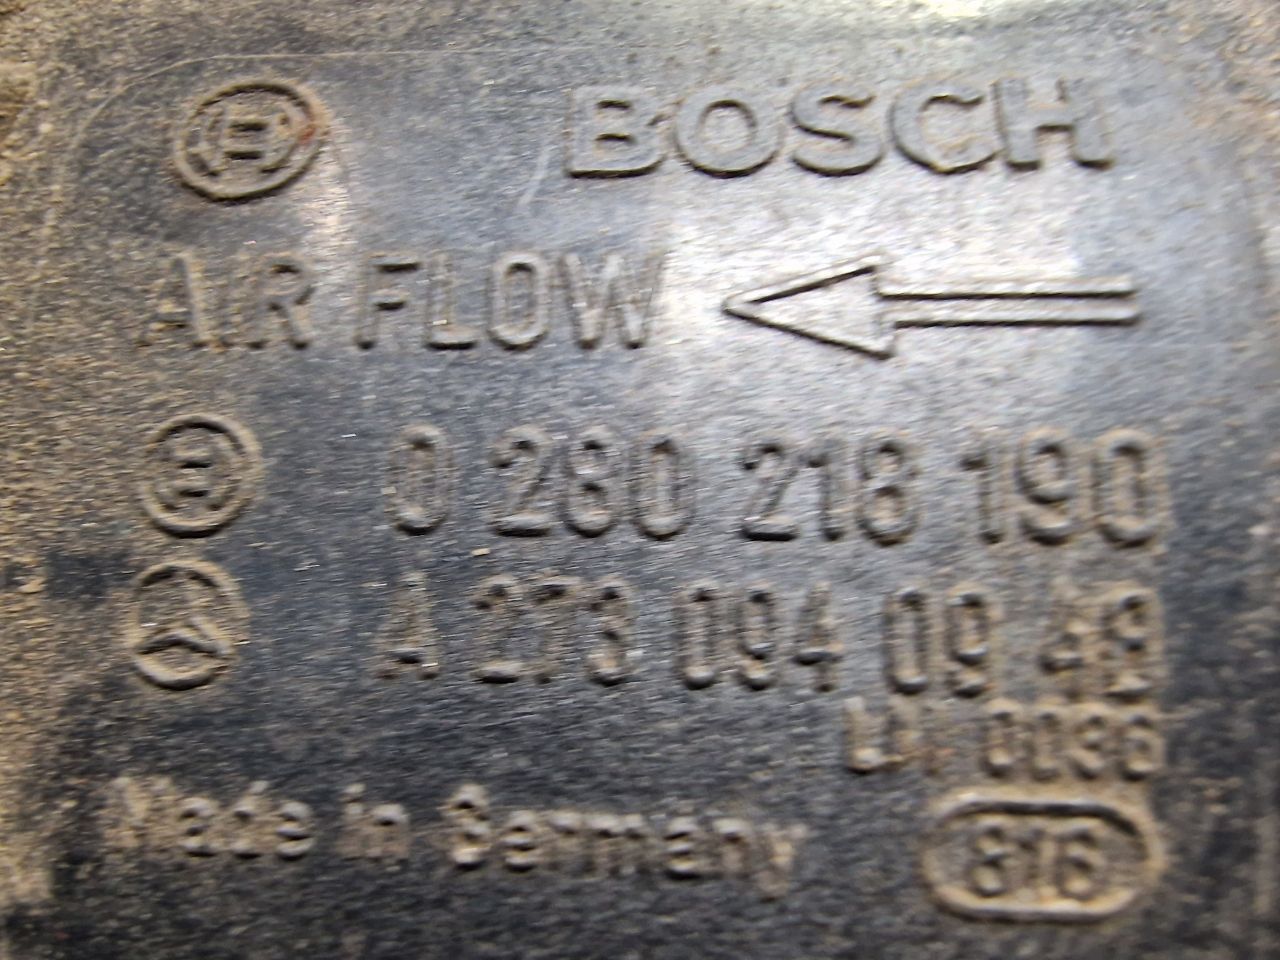 BOSCH
AIR FLOW
0 280 218 190
A 273 094 09 48
Made in Germany
816